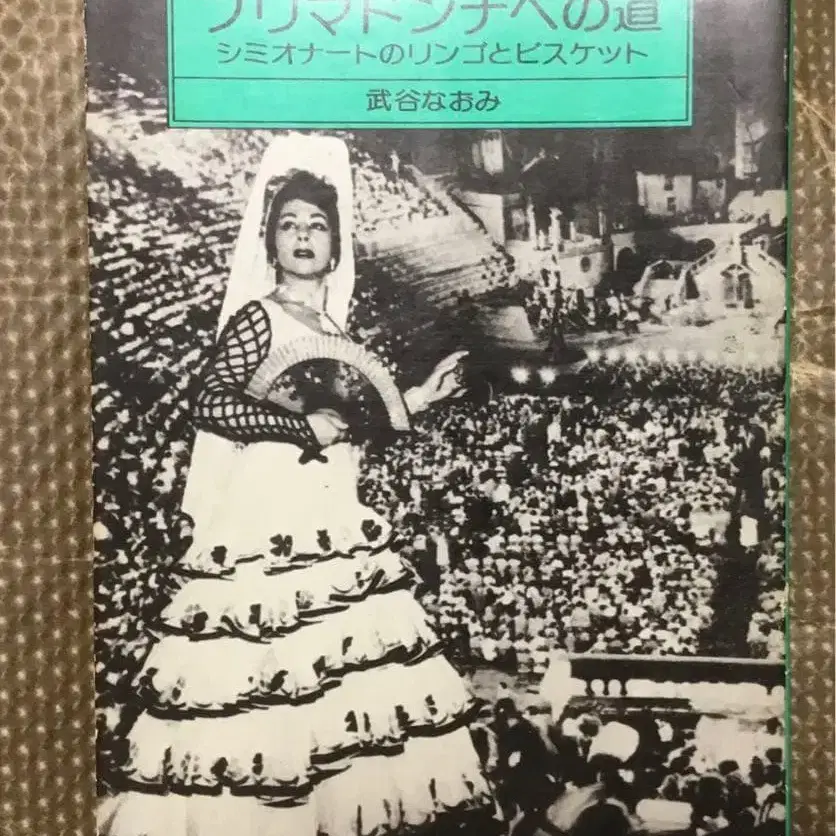 プリマドンナへの道
シミオナートのリンゴとビスケット
武谷なおみ